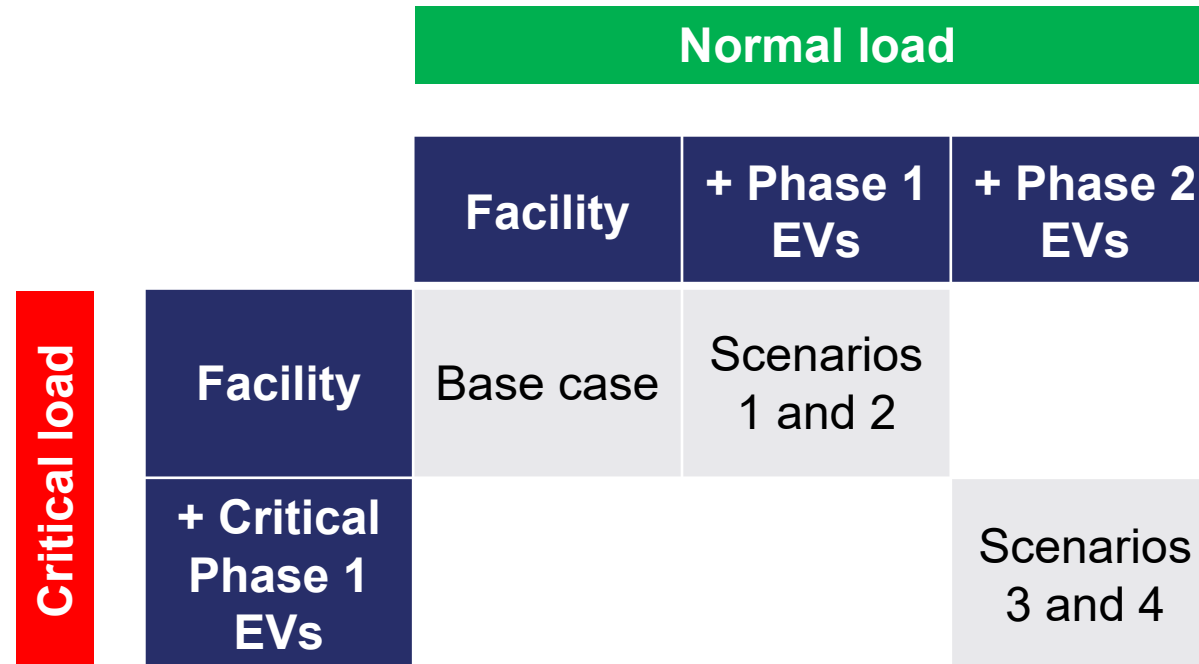 Normal load
Facility
+ Phase 1
EVs
+ Phase 2
EVs
Critical load
Facility
Base case
Scenarios
1 and 2
+ Critical
Phase 1
EVs
Scenarios
3 and 4